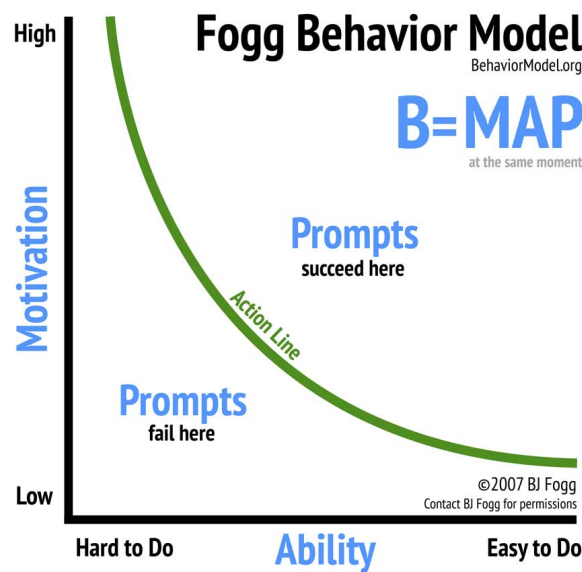 High
Fogg Behavior Model
BehaviorModel.org
B=MAP
at the same moment
Motivation
Prompts
succeed here
Action Line
Prompts
fail here
©2007 BJ Fogg
Contact BJ Fogg for permissions
Low
Hard to Do
Ability
Easy to Do